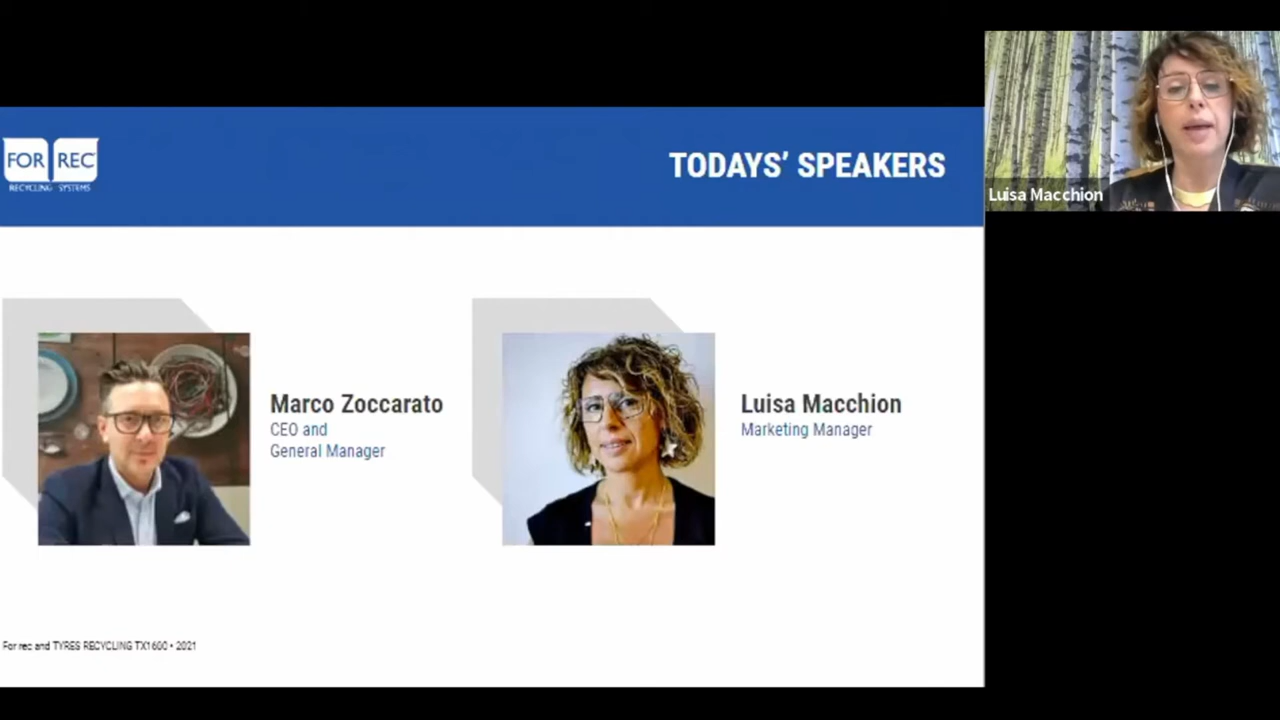 FOR REC
RECYCLING SYSTEMS
TODAYS’ SPEAKERS
Luisa Macchion
Marco Zoccarato
CEO and
General Manager
Luisa Macchion
Marketing Manager
For rec and TYRES RECYCLING TX1600 • 2021